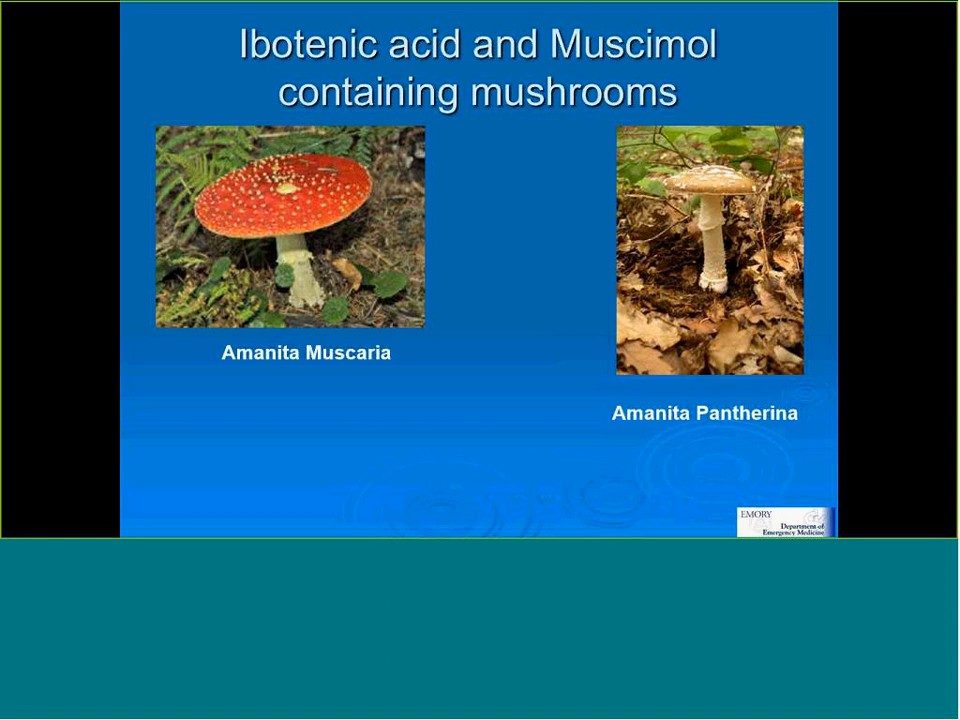 Ibotenic acid and Muscimol
containing mushrooms
Amanita Muscaria
Amanita Pantherina
EMORY
Department of
Emergency Medicine